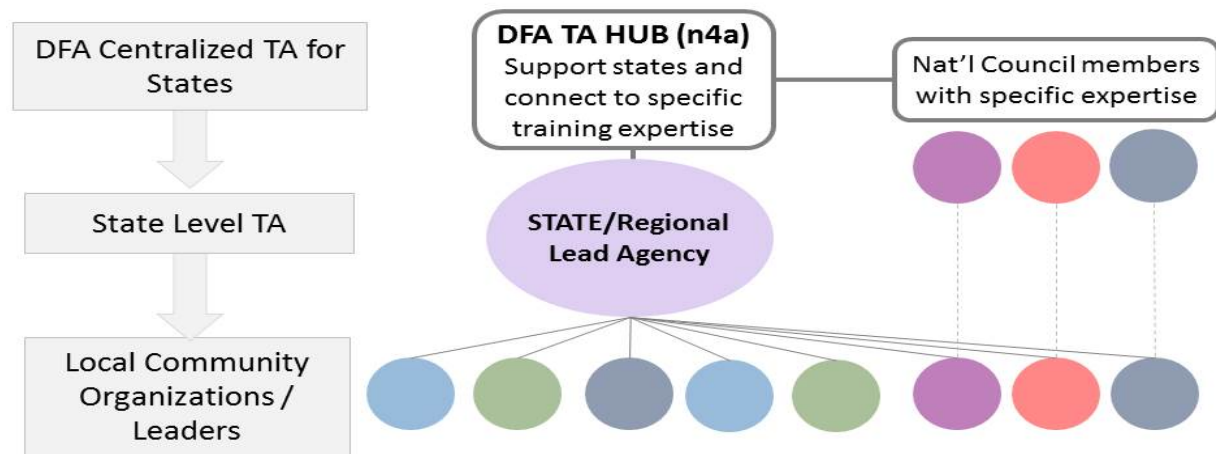 DFA Centralized TA for
States
State Level TA
Local Community
Organizations /
Leaders
DFA TA HUB (n4a)
Support states and
connect to specific
training expertise
Nat’l Council members
with specific expertise
STATE/Regional
Lead Agency